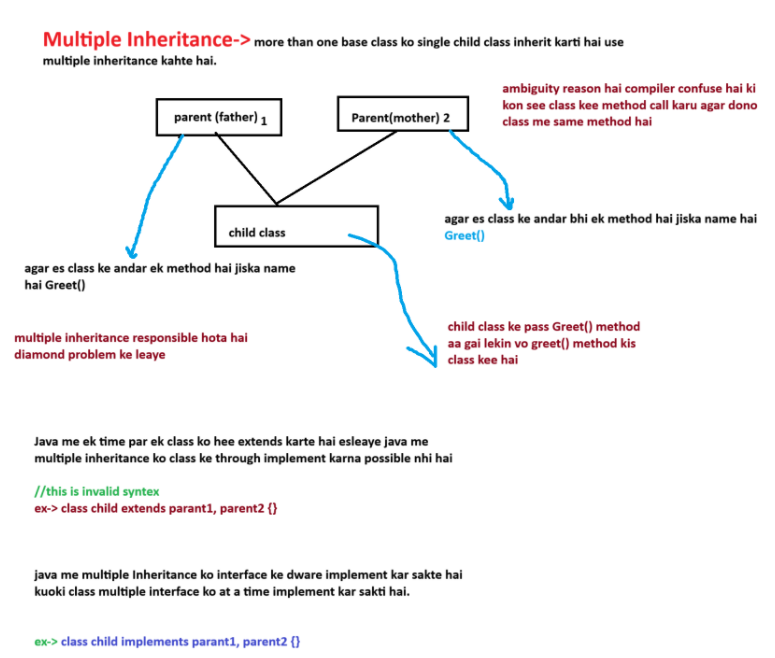 Multiple Inheritance-> more than one base class ko single child class inherit karti hai use
multiple inheritance kahte hai.
ambiguity reason hai compiler confuse hai ki
kon see class kee method call karu agar dono
class me same method hai
parent (father) 1
Parent(mother) 2
child class
agar es class ke andar bhi ek method hai jiska name hai
Greet()
agar es class ke andar ek method hai jiska name
hai Greet()
child class ke pass Greet() method
aa gai lekin vo greet() method kis
class kee hai
multiple inheritance responsible hota hai
diamond problem ke leaye
Java me ek time par ek class ko hee extends karte hai esleaye java me
multiple inheritance ko class ke through implement karna possible nhi hai
//this is invalid syntex
ex-> class child extends parant1, parent2 {}
java me multiple Inheritance ko interface ke dware implement kar sakte hai
kuoki class multiple interface ko at a time implement kar sakti hai.
ex-> class child implements parant1, parent2 {}